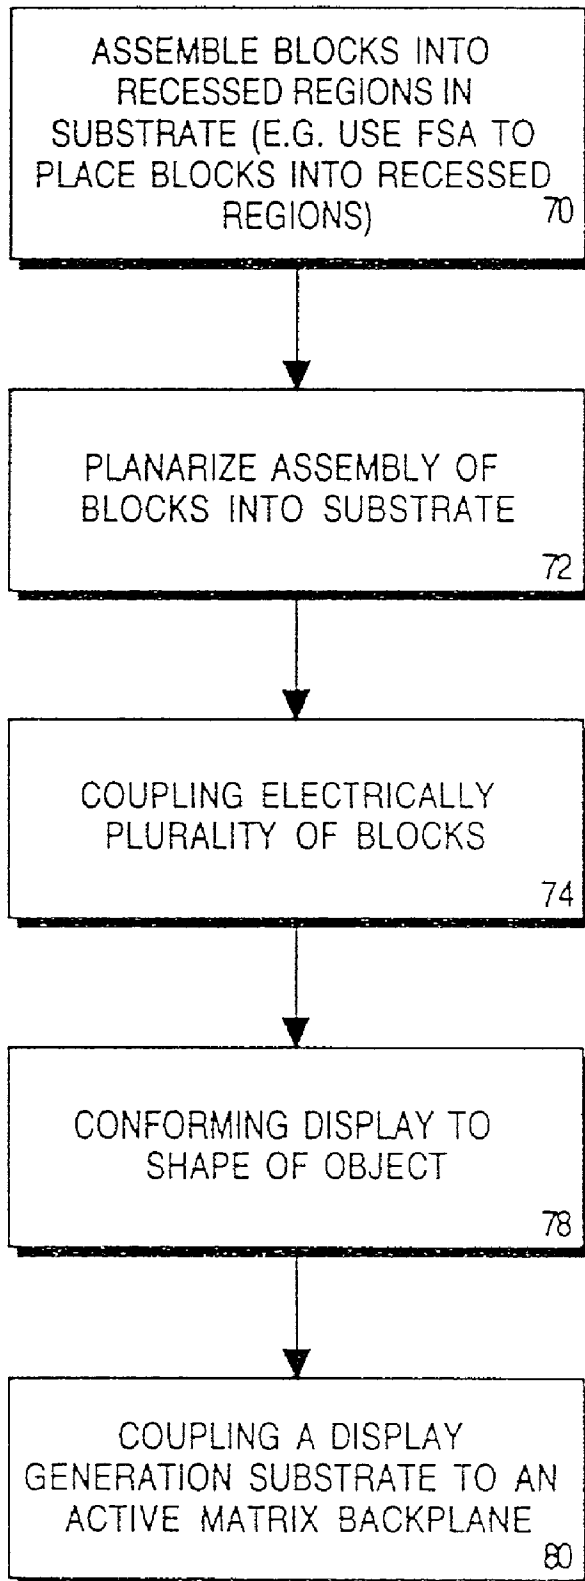 ASSEMBLE BLOCKS INTO
RECESSED REGIONS IN
SUBSTRATE (E.G. USE FSA TO
PLACE BLOCKS INTO RECESSED
REGIONS)
70
PLANARIZE ASSEMBLY OF
BLOCKS INTO SUBSTRATE
72
COUPLING ELECTRICALLY
PLURALITY OF BLOCKS
74
CONFORMING DISPLAY TO
SHAPE OF OBJECT
78
COUPLING A DISPLAY
GENERATION SUBSTRATE TO AN
ACTIVE MATRIX BACKPLANE
80